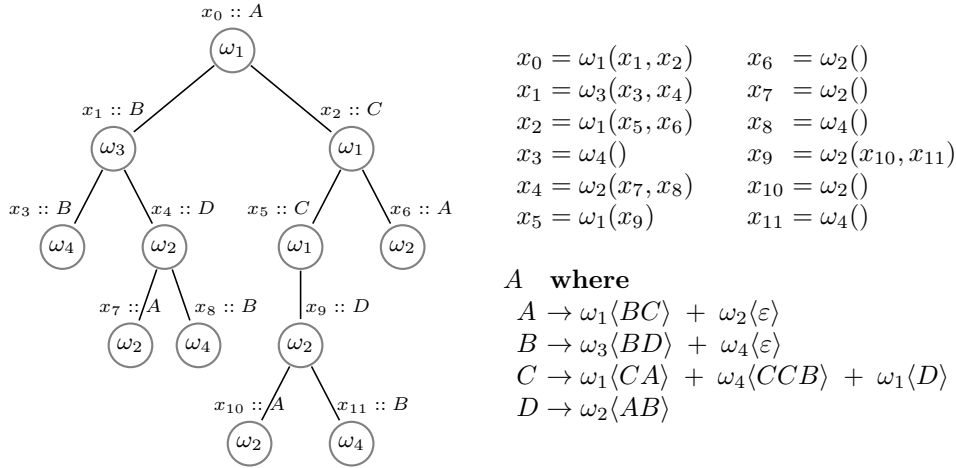 x₀ :: A
ω₁
x₁ :: B
x₂ :: C
ω₃
ω₁
x₃ :: B
x₄ :: D
x₅ :: C
x₆ :: A
ω₄
ω₂
ω₁
ω₂
x₇ :: A
x₈ :: B
x₉ :: D
ω₂
ω₄
ω₂
x₁₀ :: A
x₁₁ :: B
ω₂
ω₄
x₀ = ω₁(x₁, x₂) x₆ = ω₂()
x₁ = ω₃(x₃, x₄) x₇ = ω₂()
x₂ = ω₁(x₅, x₆) x₈ = ω₄()
x₃ = ω₄() x₉ = ω₂(x₁₀, x₁₁)
x₄ = ω₂(x₇, x₈) x₁₀ = ω₂()
x₅ = ω₁(x₉) x₁₁ = ω₄()
A where
A → ω₁⟨BC⟩ + ω₂⟨ε⟩
B → ω₃⟨BD⟩ + ω₄⟨ε⟩
C → ω₁⟨CA⟩ + ω₄⟨CCB⟩ + ω₁⟨D⟩
D → ω₂⟨AB⟩